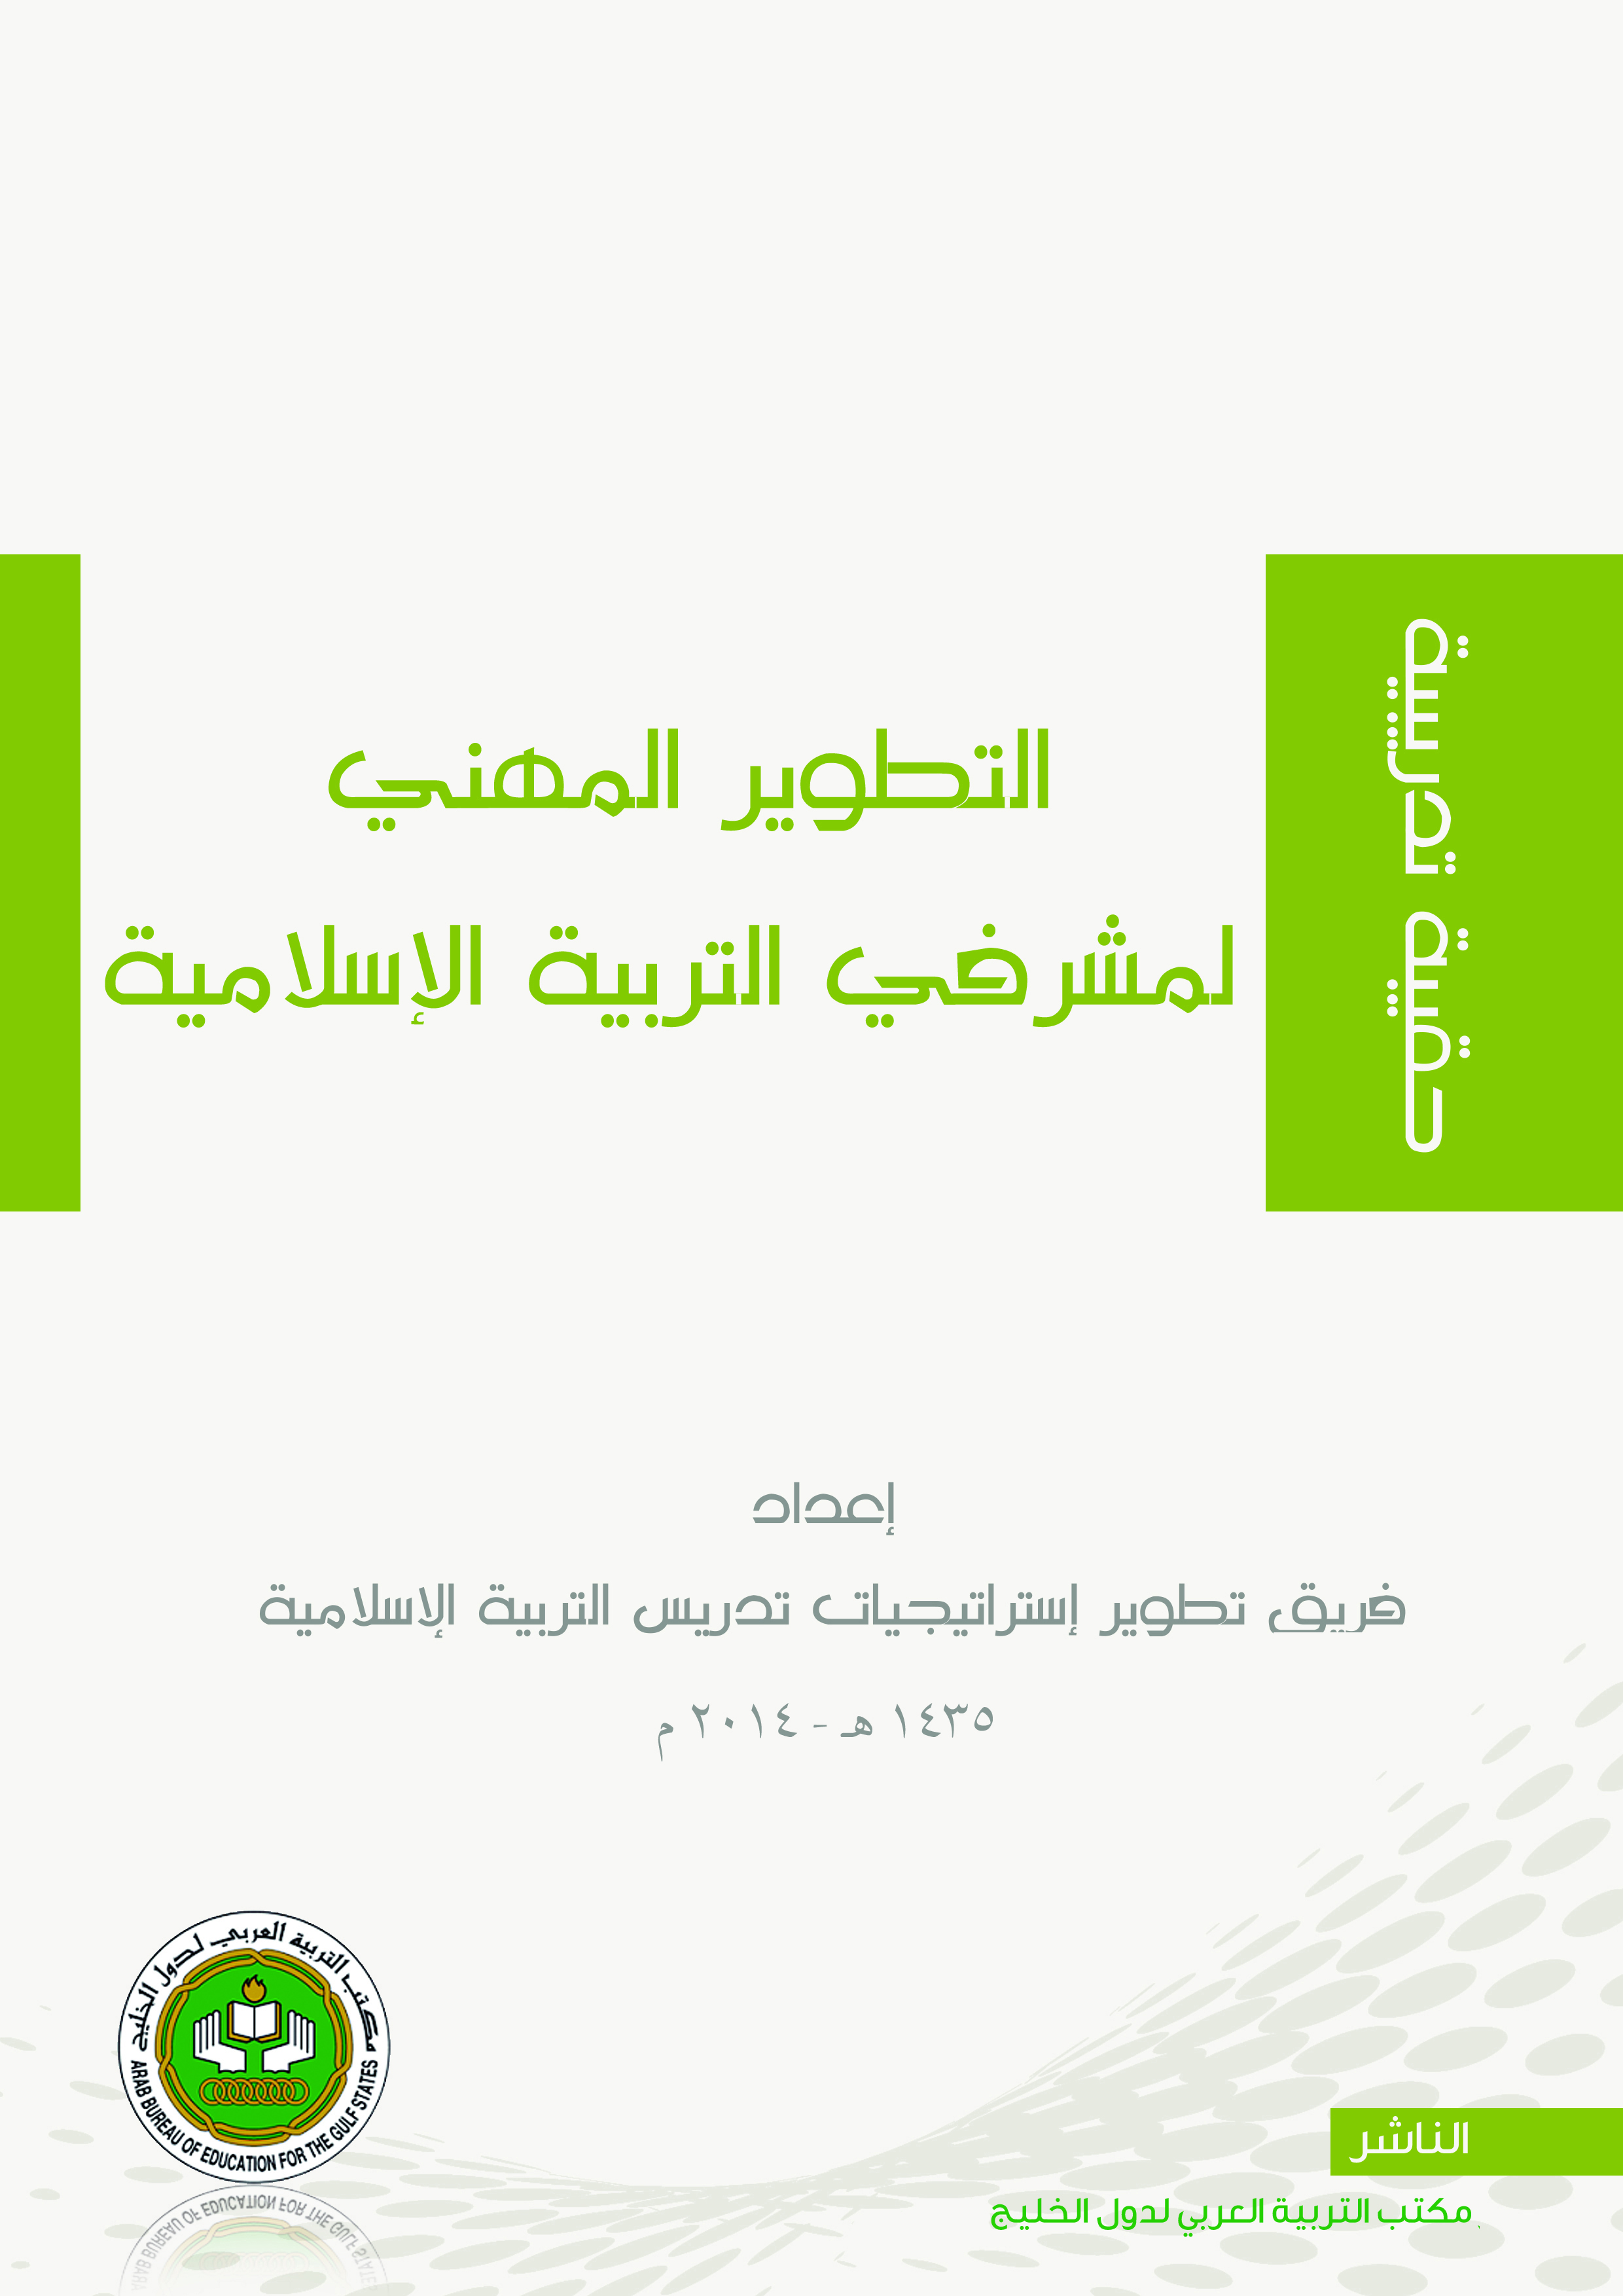 حقيبة تدريبية
التطوير المهني
لمشرفي التربية الإسلامية
إعداد
فريق تطوير إستراتيجيات تدريس التربية الإسلامية
١٤٣٥ هـ - ٢٠١٤ م
مكتب التربية العربي لدول الخليج
ARAB BUREAU OF EDUCATION FOR THE GULF STATES
الناشر
مكتب التربية العربي لدول الخليج